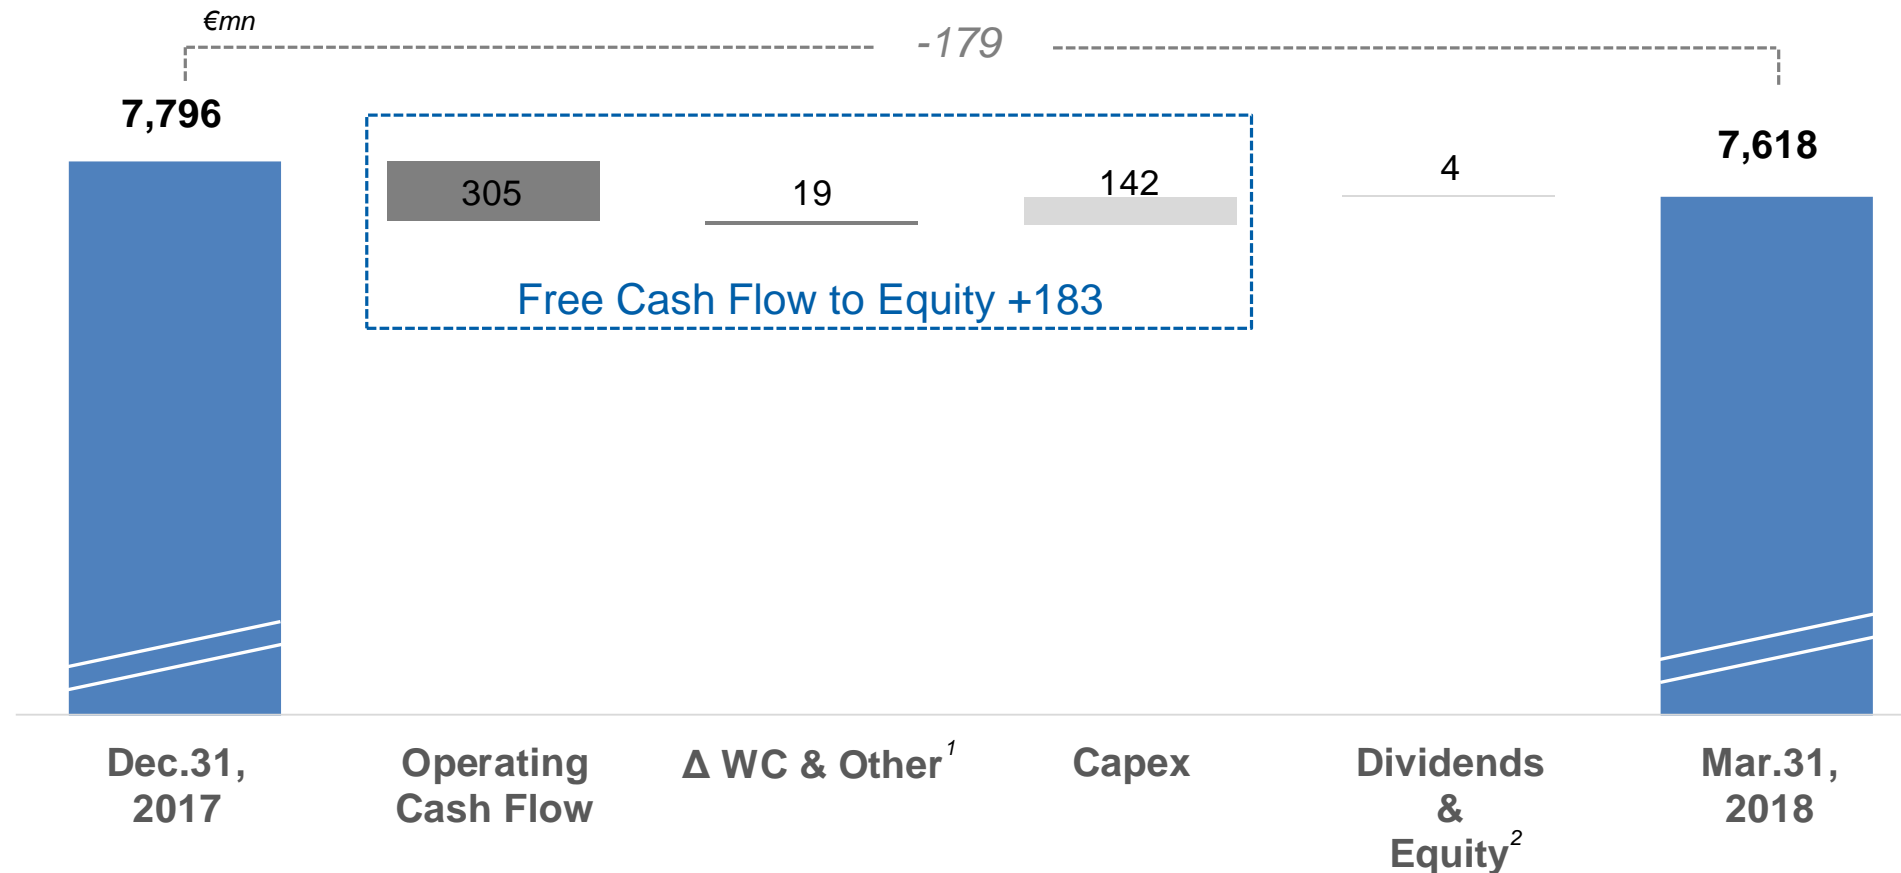 €mn
-179
7,796
7,618
305
19
142
4
Free Cash Flow to Equity +183
Dec.31,
2017
Operating
Cash Flow
Δ WC & Other1
Capex
Dividends
&
Equity2
Mar.31,
2018